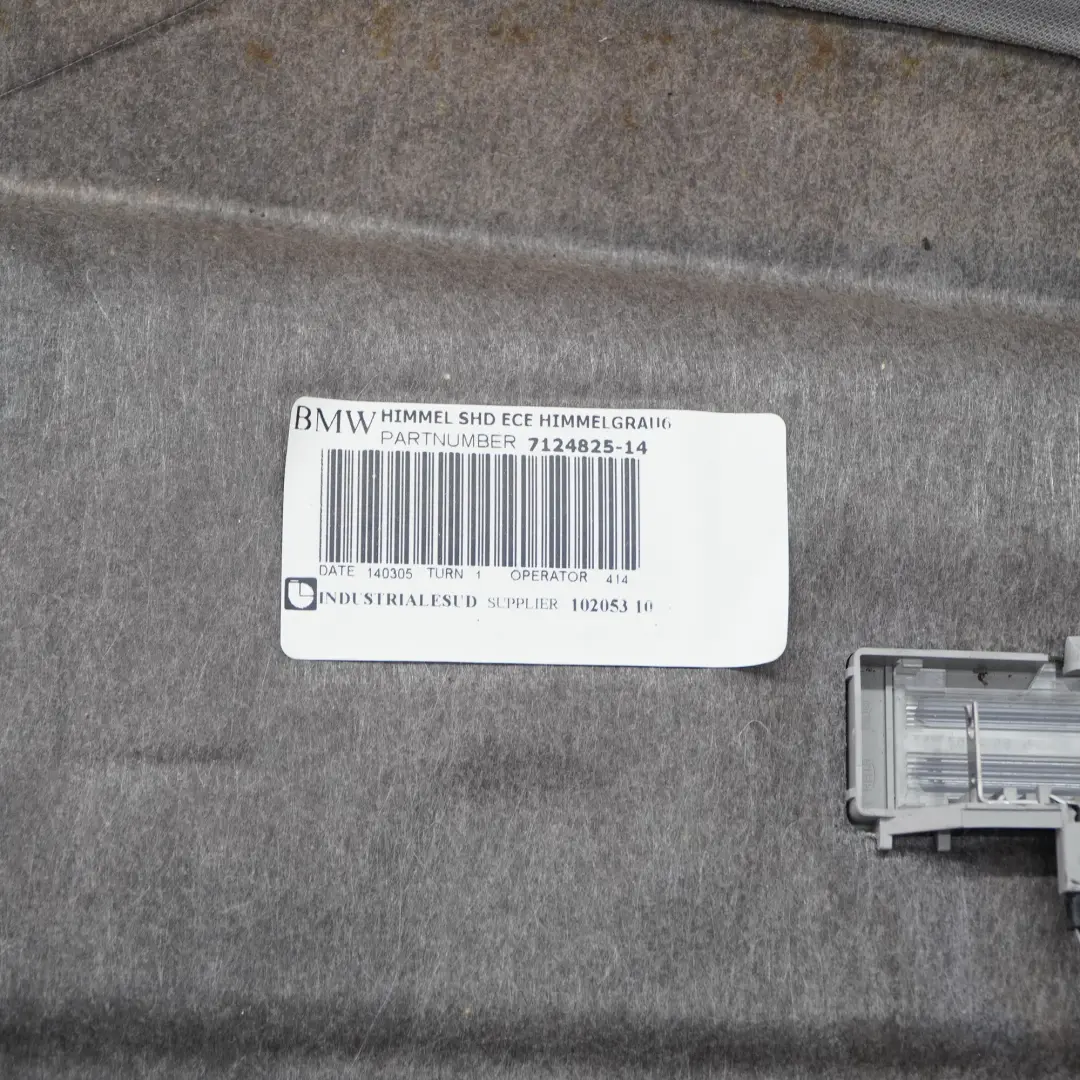 BMW HIMMEL SHD ECE HIMMELGRAU6
PARTNUMBER 7124825-14
DATE 140305 TURN 1 OPERATOR 414
INDUSTRIALESUD SUPPLIER 102053 10